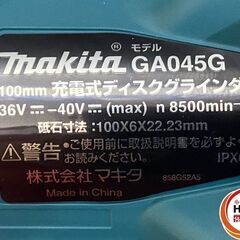 makita® モデル GA045G
100mm 充電式ディスクグラインダ
36V ⎓ -40V ⎓ (max) n 8500min⁻
砥石寸法：100X6X22.23mm
⚠警告 ・ご使用前に取扱説明書を
お読みください。 IPX
株式会社マキタ 858G52A5
Made in China